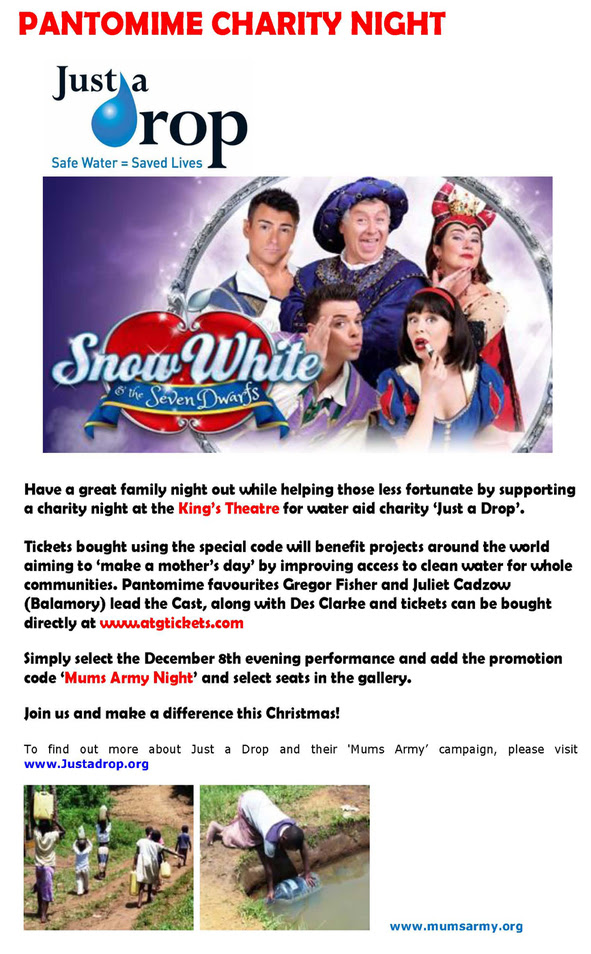 PANTOMIME CHARITY NIGHT
Just a
Drop
Safe Water = Saved Lives
Snow White
& the Seven Dwarfs
Have a great family night out while helping those less fortunate by supporting
a charity night at the King's Theatre for water aid charity 'Just a Drop'.
Tickets bought using the special code will benefit projects around the world
aiming to 'make a mother's day' by improving access to clean water for whole
communities. Pantomime favourites Gregor Fisher and Juliet Cadzow
(Balamory) lead the Cast, along with Des Clarke and tickets can be bought
directly at www.atgtickets.com
Simply select the December 8th evening performance and add the promotion
code 'Mums Army Night' and select seats in the gallery.
Join us and make a difference this Christmas!
To find out more about Just a Drop and their 'Mums Army' campaign, please visit
www.Justadrop.org
www.mumsarmy.org